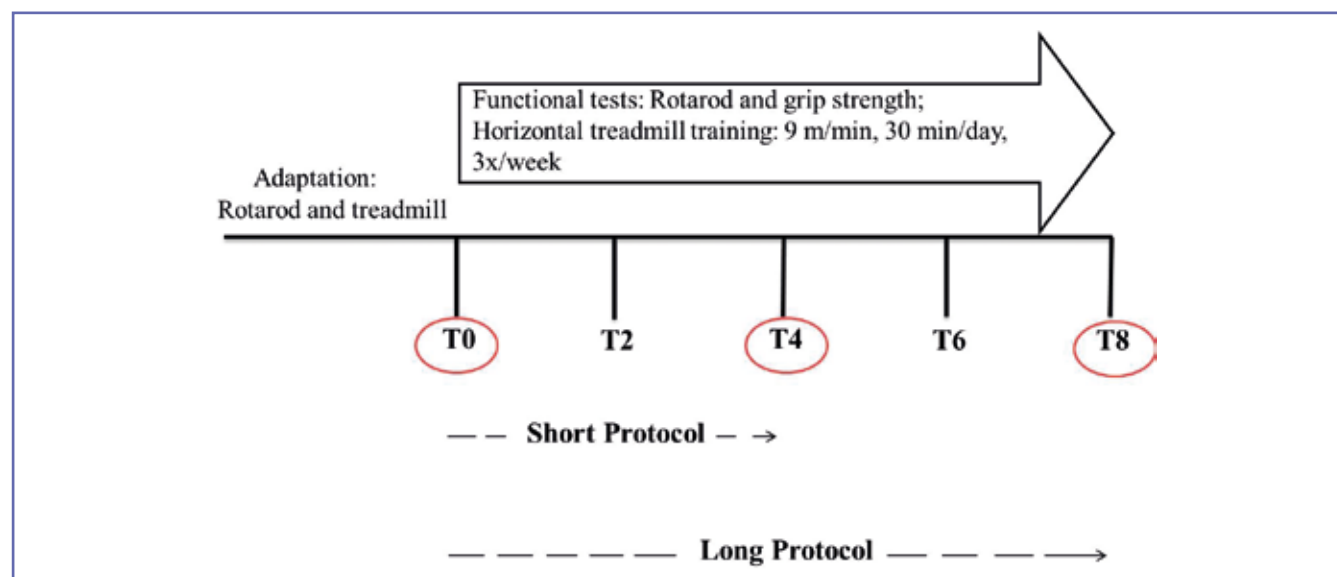 Functional tests: Rotarod and grip strength;
Horizontal treadmill training: 9 m/min, 30 min/day,
3x/week
Adaptation:
Rotarod and treadmill
T0 T2 T4 T6 T8
Short Protocol
Long Protocol